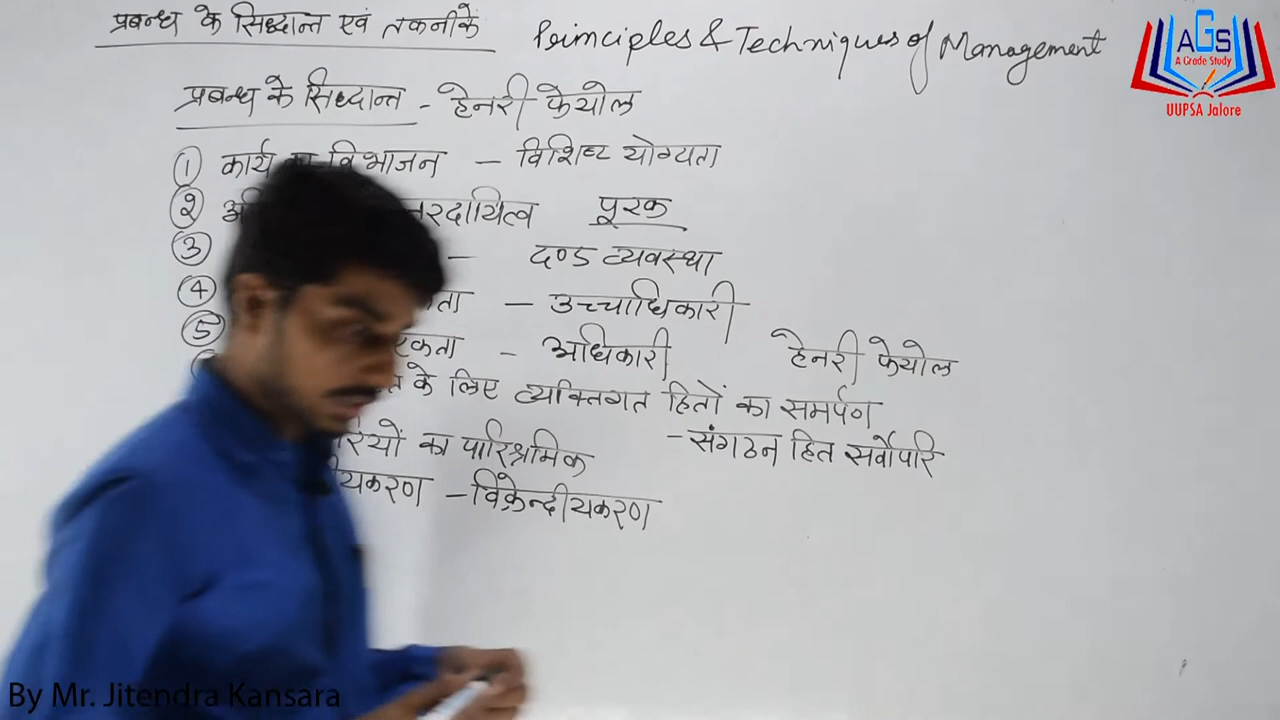 प्रबन्ध के सिध्दान्त एवं तकनीकें Principles & Techniques of Management
AGS
A Grade Study
UUPSA Jalore
प्रबन्ध के सिध्दान्त - हेनरी फेयोल
① कार्य विभाजन - विशिष्ट योग्यता
② पूरक
③ - दण्ड व्यवस्था
④ - उच्चाधिकारी
⑤ - अधिकारी हेनरी फेयोल
के लिए व्यक्तिगत हितों का समर्पण
- संगठन हित सर्वोपरि
का पारिश्रमिक
- विकेन्द्रीयकरण
By Mr. Jitendra Kansara